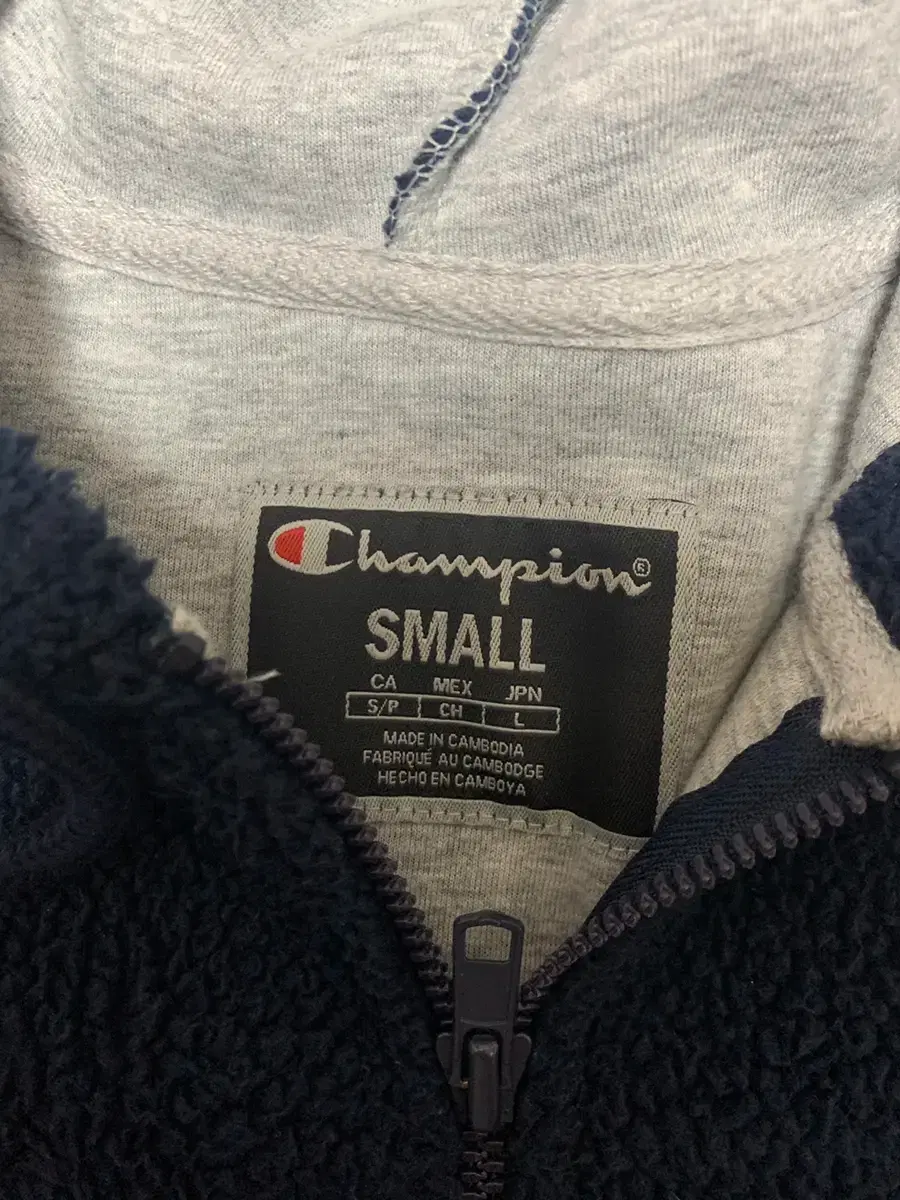 Champion®
SMALL
CA MEX JPN
S/P CH L
MADE IN CAMBODIA
FABRIQUÉ AU CAMBODGE
HECHO EN CAMBOYA